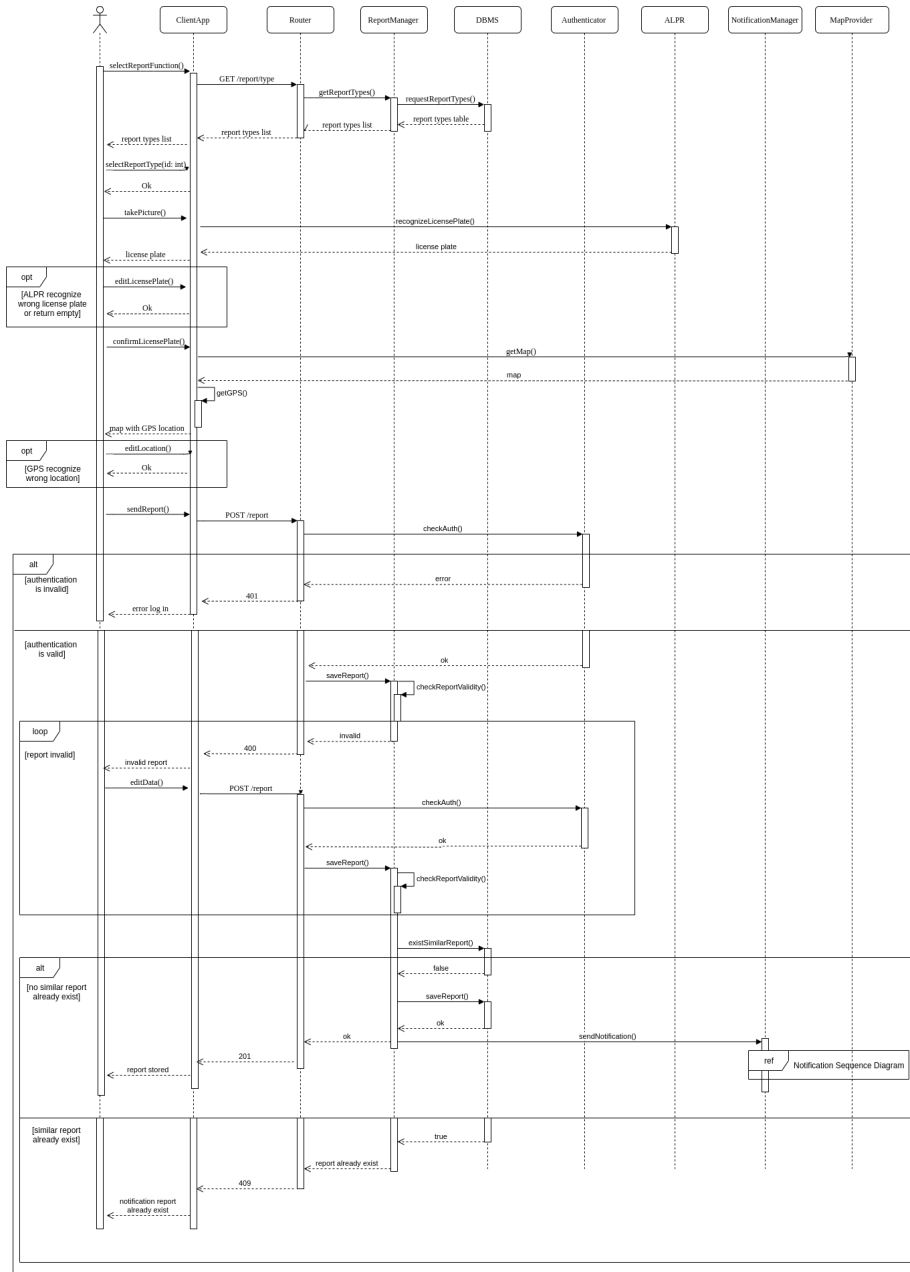 ClientApp
Router
ReportManager
DBMS
Authenticator
ALPR
NotificationManager
MapProvider
selectReportFunction()
GET /report/type
getReportTypes()
requestReportTypes()
report types table
report types list
report types list
report types list
selectReportType(id: int)
Ok
takePicture()
recognizeLicensePlate()
license plate
license plate
opt
editLicensePlate()
[ALPR recognize
wrong license plate
or return empty]
Ok
confirmLicensePlate()
getMap()
map
getGPS()
map with GPS location
opt
editLocation()
[GPS recognize
wrong location]
Ok
sendReport()
POST /report
checkAuth()
alt
[authentication
is invalid]
error
401
error log in
[authentication
is valid]
ok
saveReport()
checkReportValidity()
loop
[report invalid]
invalid
400
invalid report
editData()
POST /report
checkAuth()
ok
saveReport()
checkReportValidity()
existSimilarReport()
alt
false
[no similar report
already exist]
saveReport()
ok
ok
sendNotification()
201
ref
Notification Sequence Diagram
report stored
[similar report
already exist]
true
report already exist
409
notification report
already exist